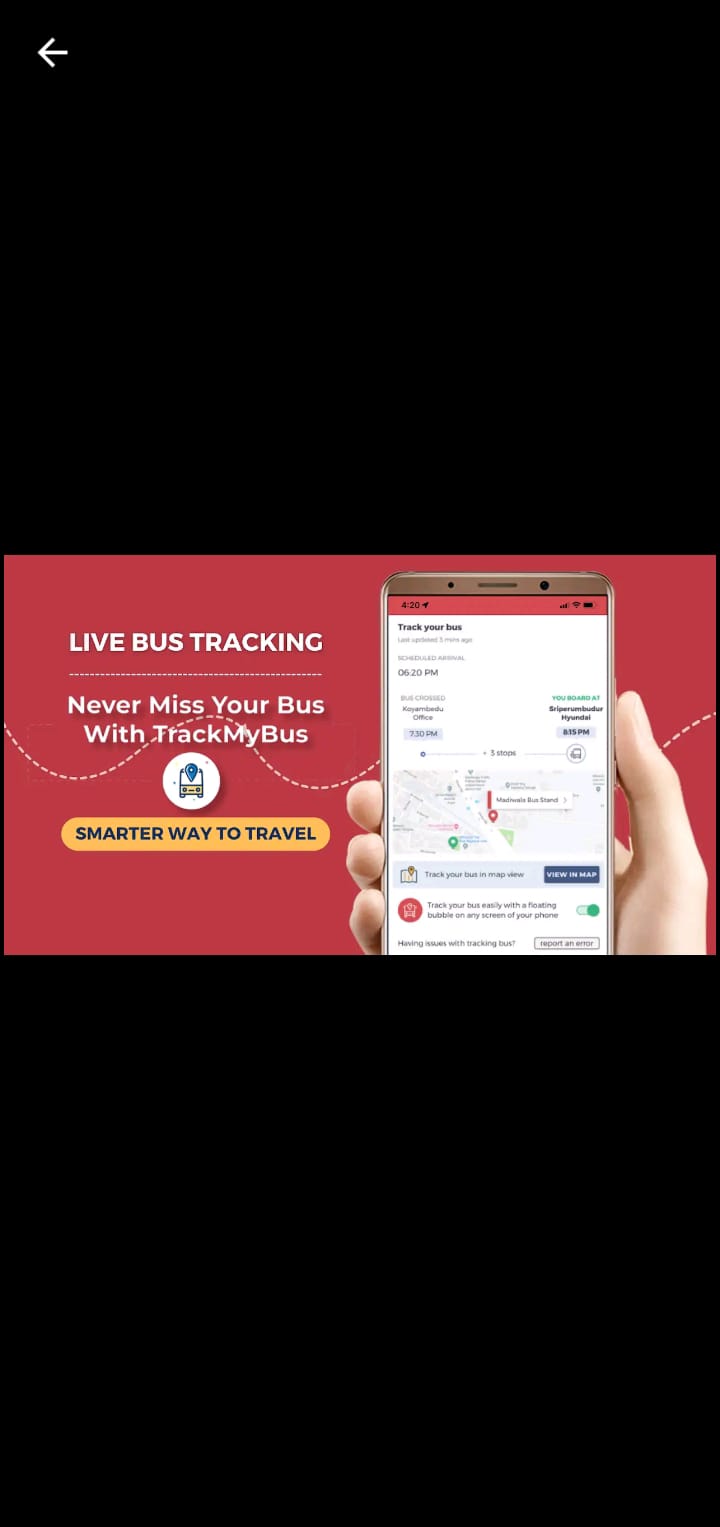 LIVE BUS TRACKING
Never Miss Your Bus
With TrackMyBus
SMARTER WAY TO TRAVEL
4:20
Track your bus
Last updated 3 mins ago
SCHEDULED ARRIVAL
06:20 PM
BUS CROSSED
YOU BOARD AT
Koyambedu
Office
Sriperumbudur
Hyundai
7.30 PM
8:15 PM
3 stops
Madiwala Bus Stand
Track your bus in map view
VIEW IN MAP
Track your bus easily with a floating
bubble on any screen of your phone
Having issues with tracking bus?
report an error